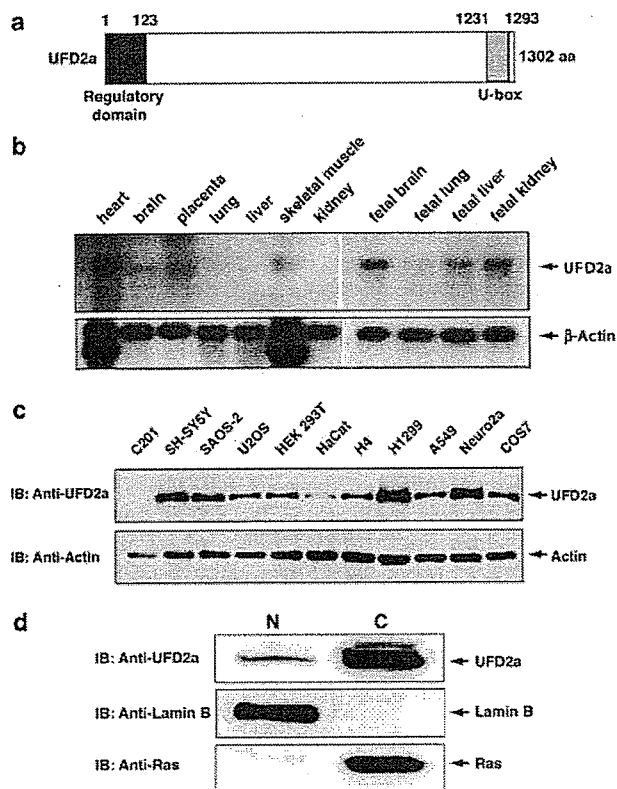 a
1 123 1231 1293
UFD2a 1302 aa
Regulatory domain U-box
b
heart brain placenta lung liver skeletal muscle kidney fetal brain fetal lung fetal liver fetal kidney
UFD2a
β-Actin
c
C201 SH-SY5Y SAOS-2 U2OS HEK 293T HaCat H4 H1299 A549 Neuro2a COS7
IB: Anti-UFD2a UFD2a
IB: Anti-Actin Actin
d
N C
IB: Anti-UFD2a UFD2a
IB: Anti-Lamin B Lamin B
IB: Anti-Ras Ras